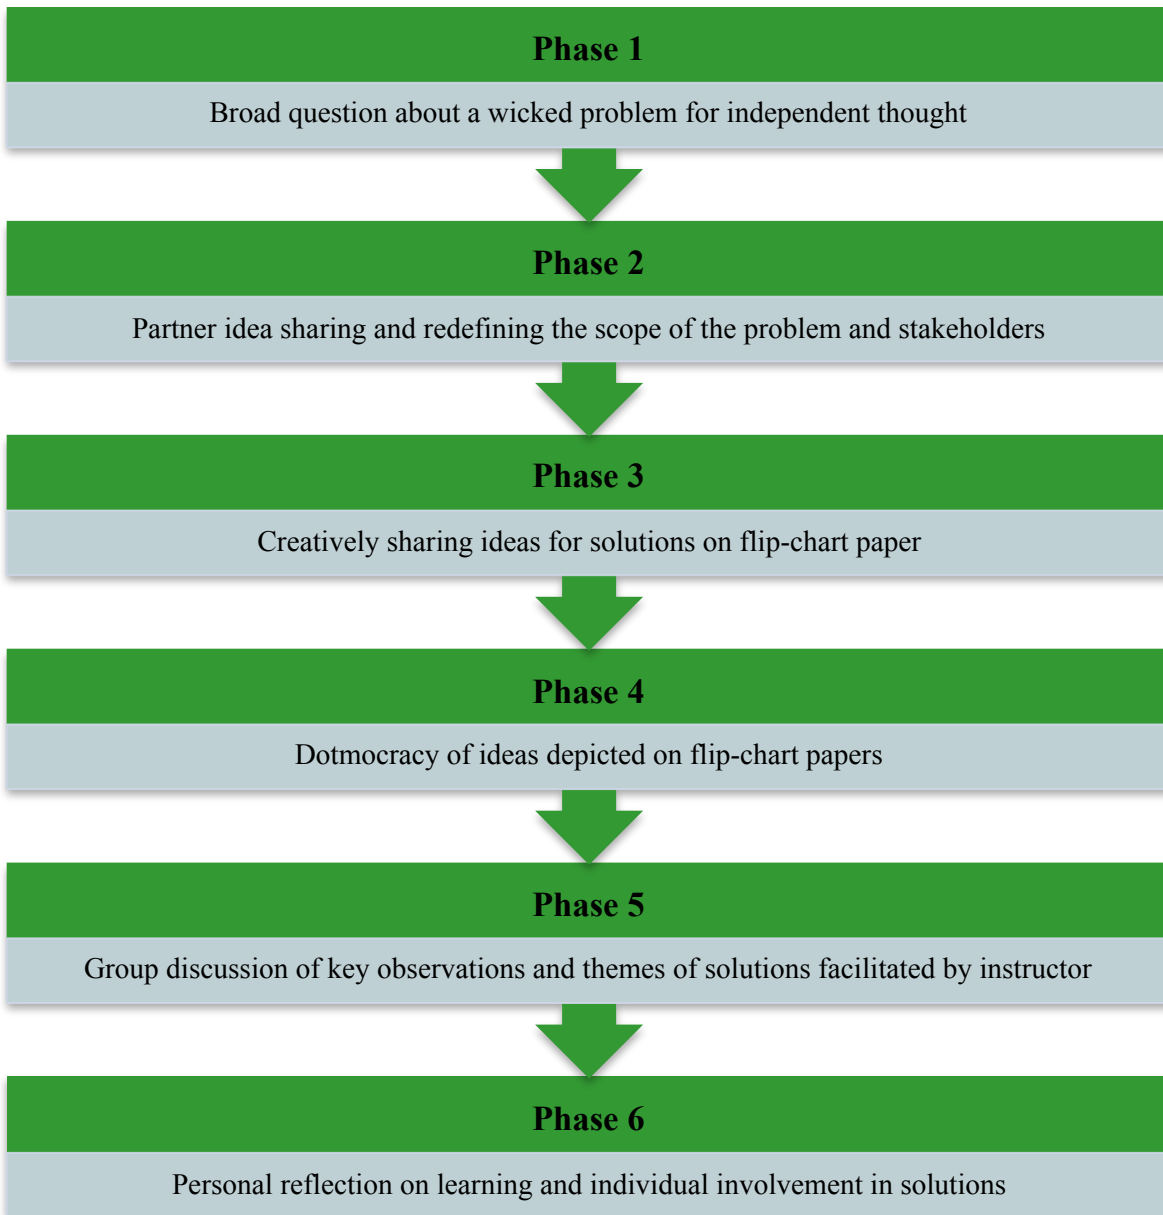 Phase 1
Broad question about a wicked problem for independent thought
Phase 2
Partner idea sharing and redefining the scope of the problem and stakeholders
Phase 3
Creatively sharing ideas for solutions on flip-chart paper
Phase 4
Dotmocracy of ideas depicted on flip-chart papers
Phase 5
Group discussion of key observations and themes of solutions facilitated by instructor
Phase 6
Personal reflection on learning and individual involvement in solutions